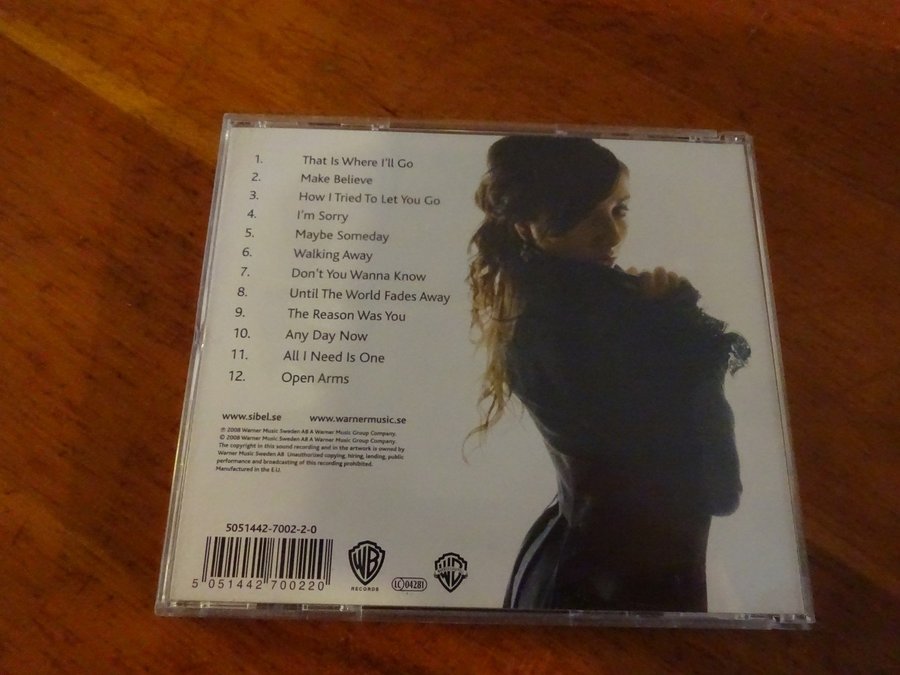 1. That Is Where I'll Go
2. Make Believe
3. How I Tried To Let You Go
4. I'm Sorry
5. Maybe Someday
6. Walking Away
7. Don't You Wanna Know
8. Until The World Fades Away
9. The Reason Was You
10. Any Day Now
11. All I Need Is One
12. Open Arms
www.sibel.se www.warnermusic.se
℗ 2008 Warner Music Sweden AB A Warner Music Group Company.
© 2008 Warner Music Sweden AB A Warner Music Group Company.
The copyright in this sound recording and in the artwork is owned by
Warner Music Sweden AB Unauthorized copying, hiring, lending, public
performance and broadcasting of this recording prohibited.
Manufactured in the E.U.
5051442-7002-2-0
5 051442 700220
WB
RECORDS
LC 04281